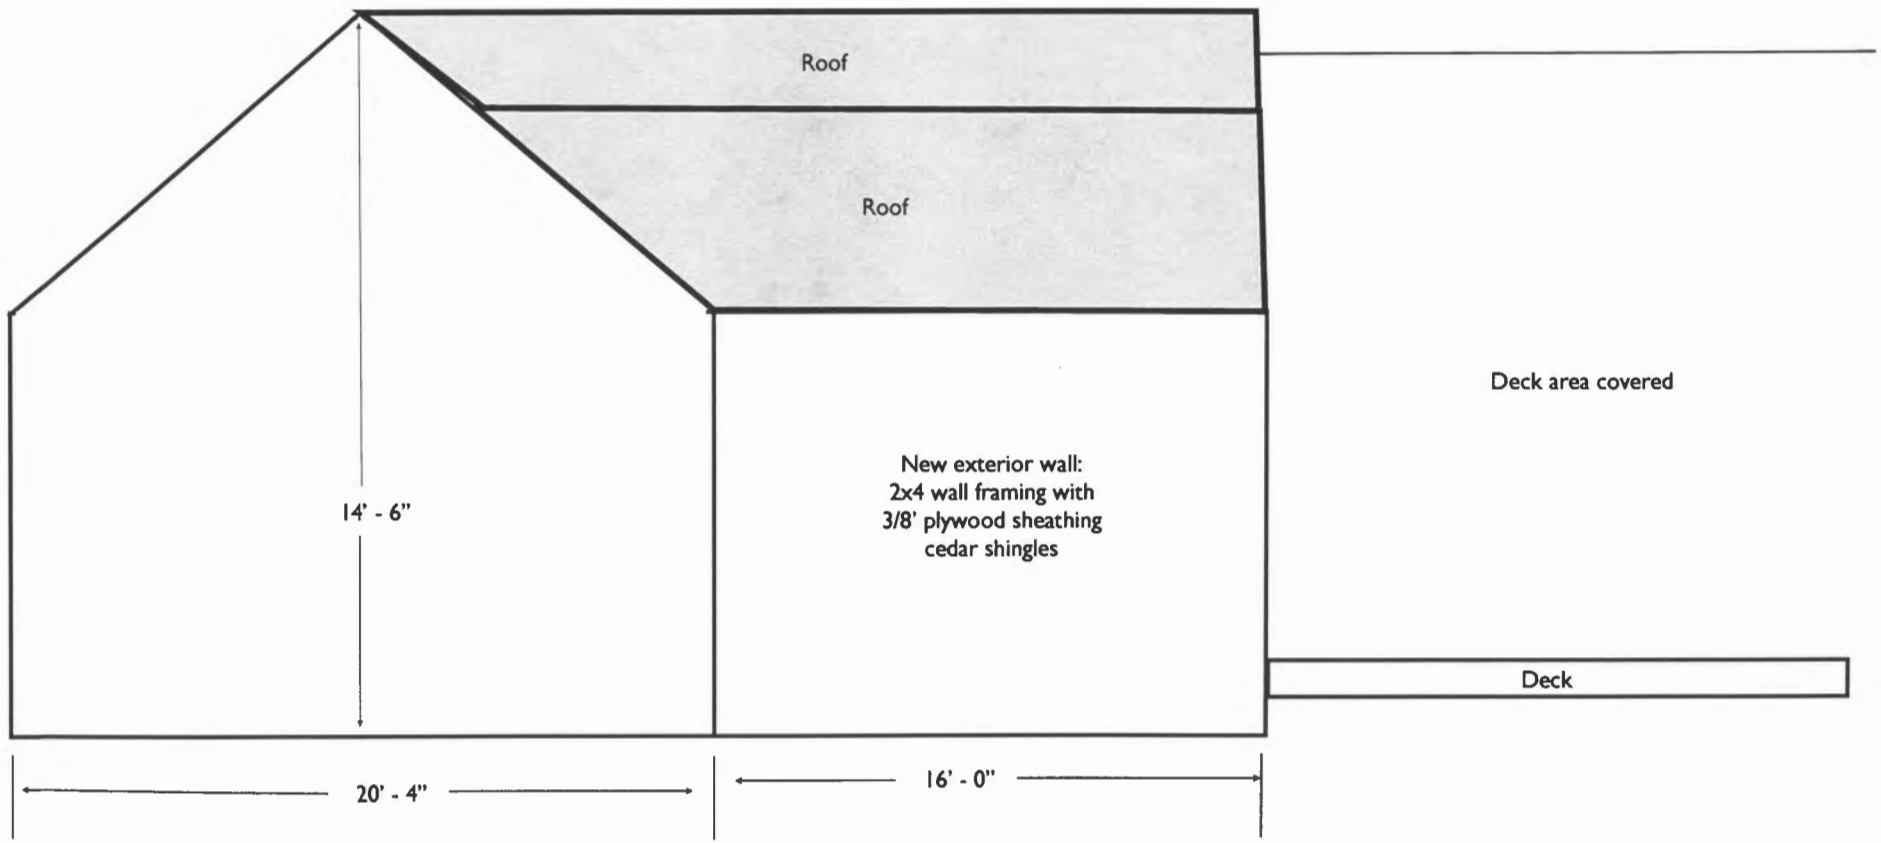 Roof
Roof
Deck area covered
New exterior wall:
2x4 wall framing with
3/8' plywood sheathing
cedar shingles
14' - 6"
Deck
20' - 4"
16' - 0"